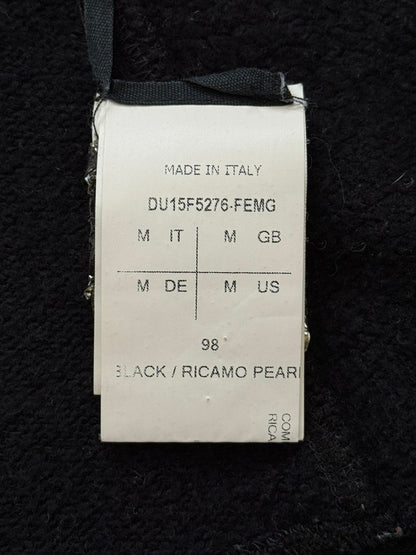 MADE IN ITALY
DU15F5276-FEMG
M IT M GB
M DE M US
98
BLACK / RICAMO PEARL
COM
RICA